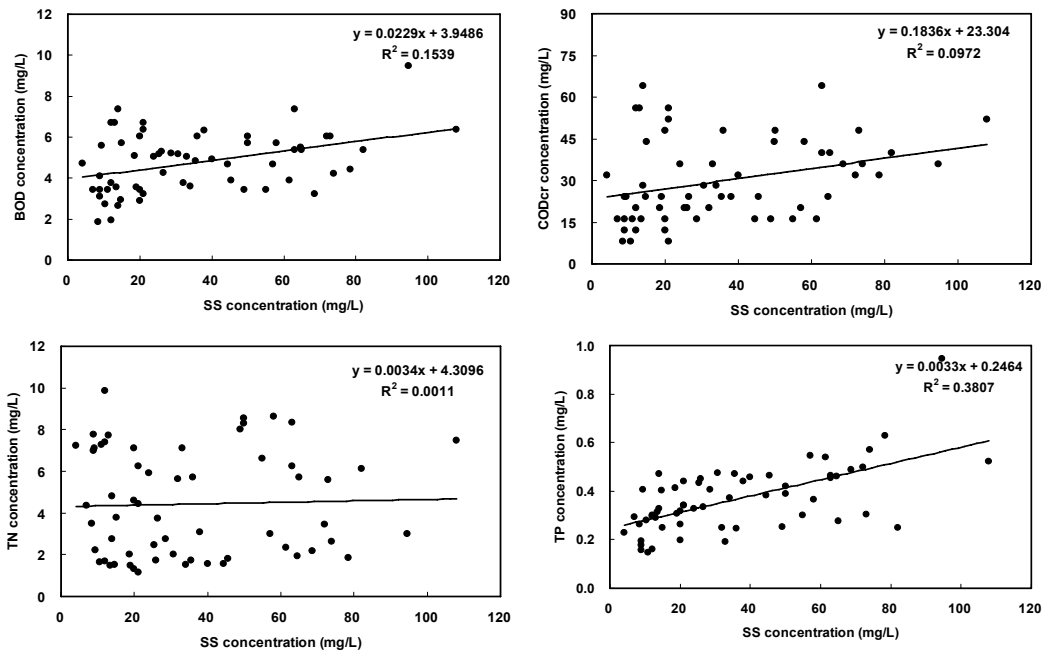 12
10
8
6
4
2
0
BOD concentration (mg/L)
y = 0.0229x + 3.9486
R² = 0.1539
0 20 40 60 80 100 120
SS concentration (mg/L)
90
75
60
45
30
15
0
CODcr concentration (mg/L)
y = 0.1836x + 23.304
R² = 0.0972
0 20 40 60 80 100 120
SS concentration (mg/L)
12
10
8
6
4
2
0
TN concentration (mg/L)
y = 0.0034x + 4.3096
R² = 0.0011
0 20 40 60 80 100 120
SS concentration (mg/L)
1.0
0.8
0.6
0.4
0.2
0.0
TP concentration (mg/L)
y = 0.0033x + 0.2464
R² = 0.3807
0 20 40 60 80 100 120
SS concentration (mg/L)